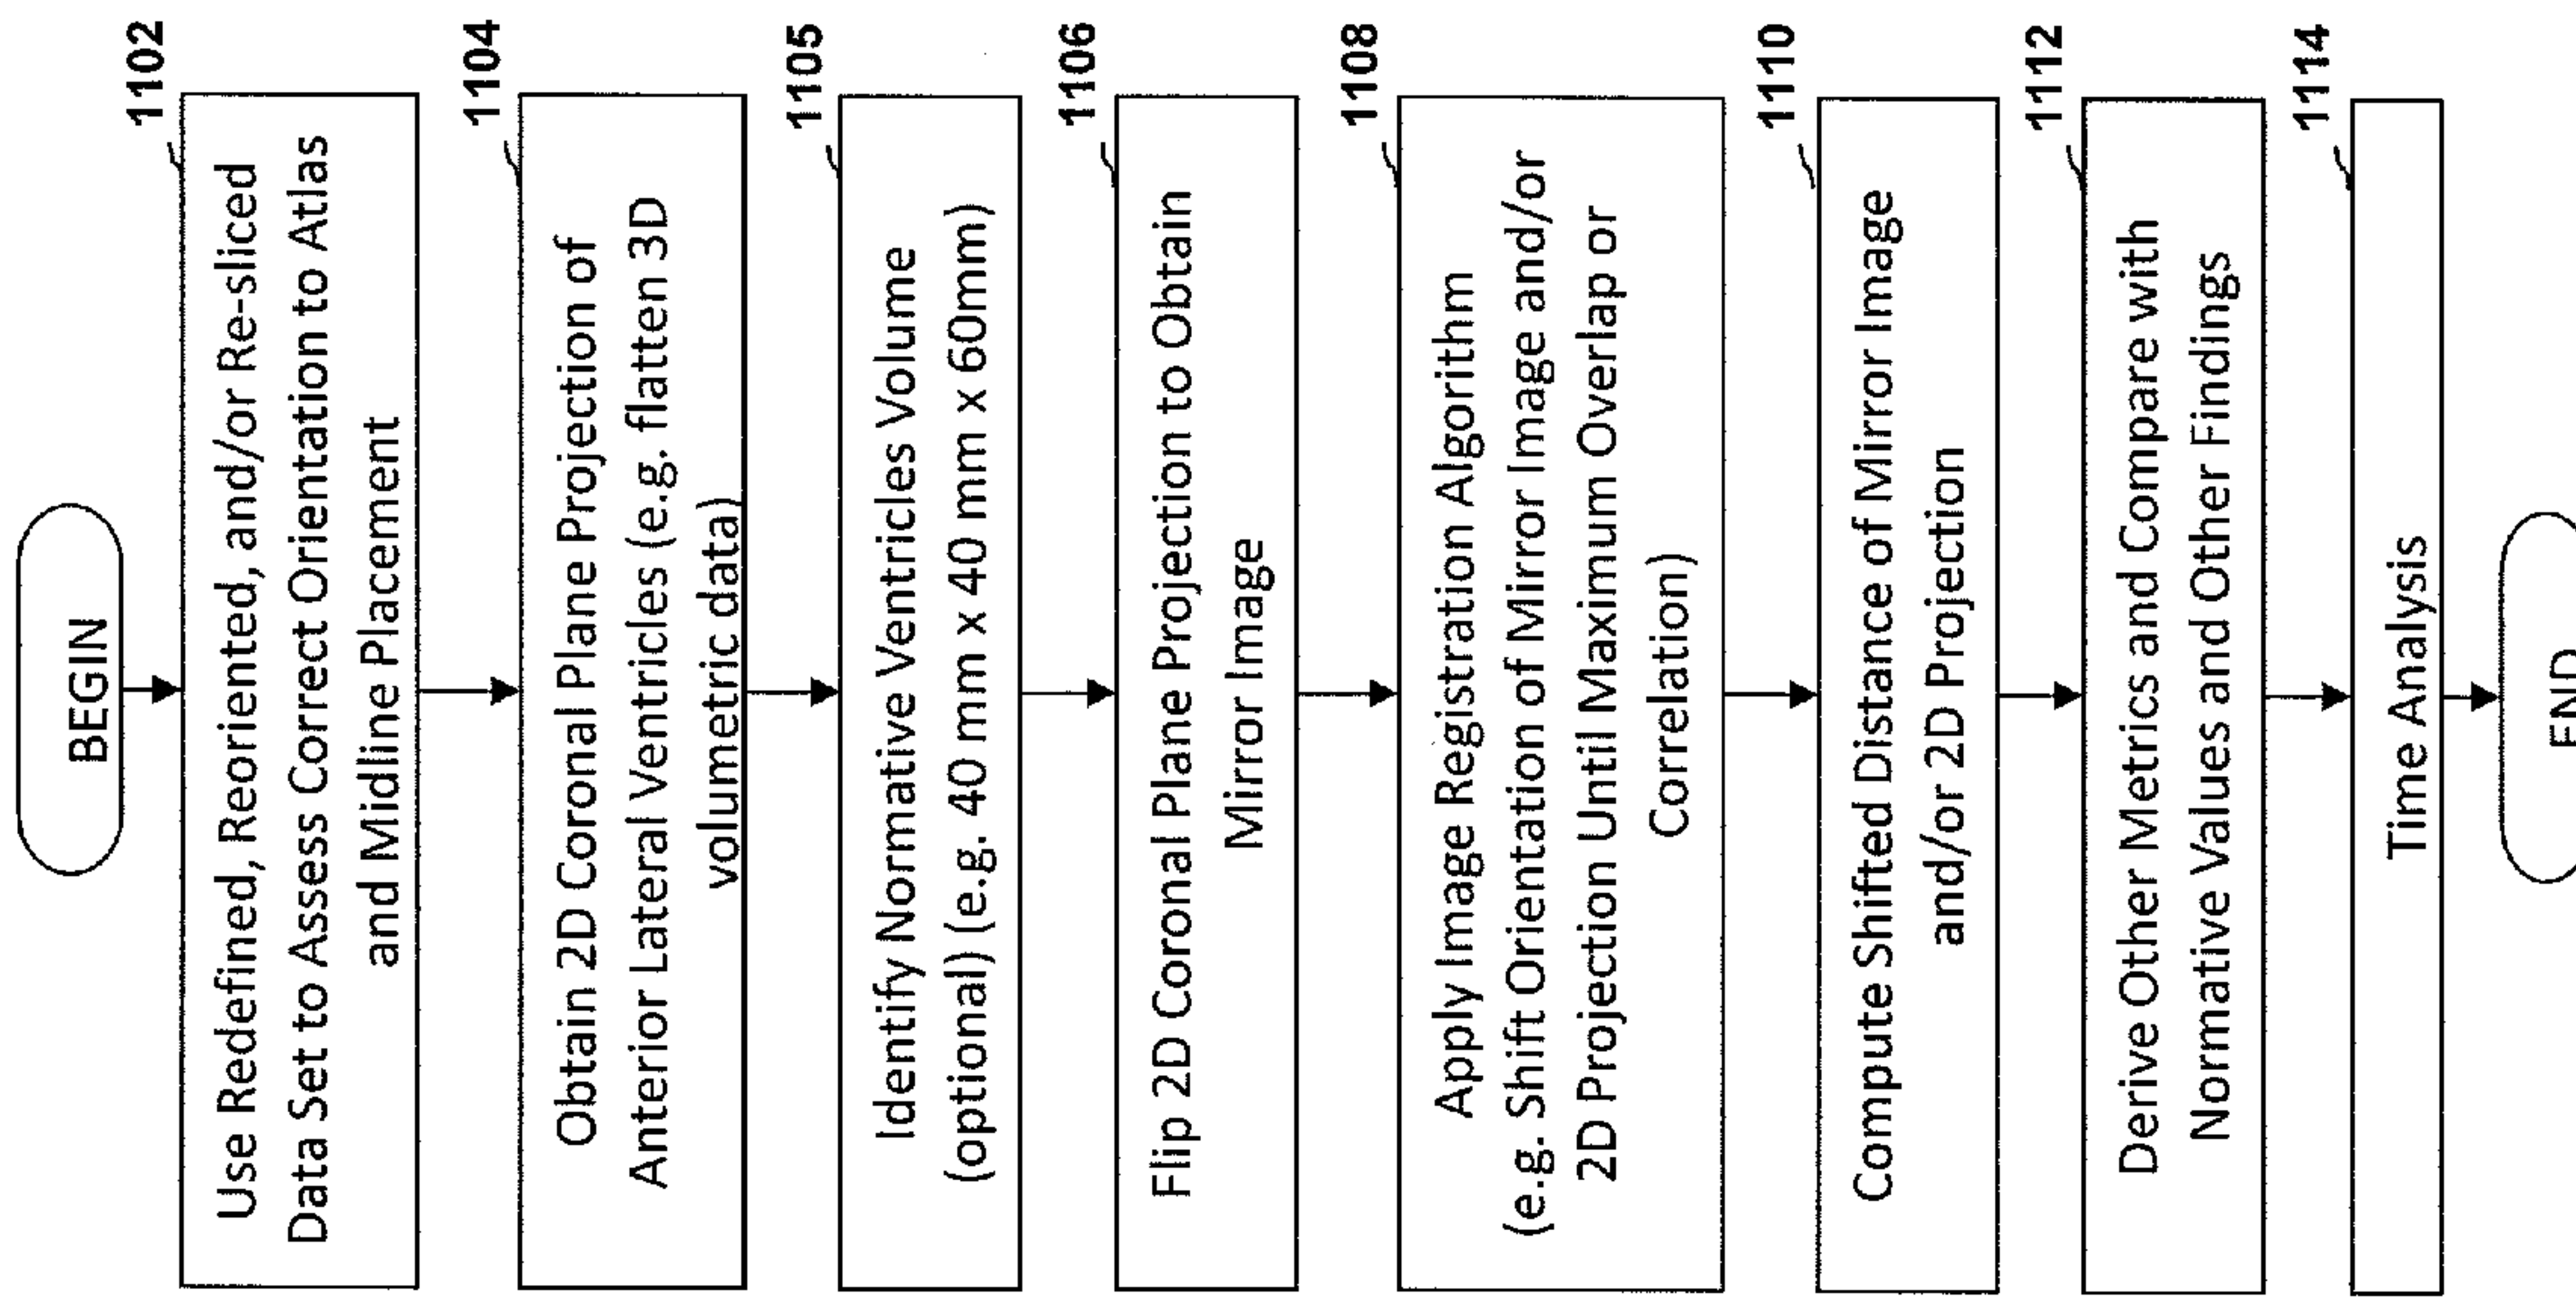 BEGIN
1102
Use Redefined, Reoriented, and/or Re-sliced
Data Set to Assess Correct Orientation to Atlas
and Midline Placement
1104
Obtain 2D Coronal Plane Projection of
Anterior Lateral Ventricles (e.g. flatten 3D
volumetric data)
1105
Identify Normative Ventricles Volume
(optional) (e.g. 40 mm x 40 mm x 60mm)
1106
Flip 2D Coronal Plane Projection to Obtain
Mirror Image
1108
Apply Image Registration Algorithm
(e.g. Shift Orientation of Mirror Image and/or
2D Projection Until Maximum Overlap or
Correlation)
1110
Compute Shifted Distance of Mirror Image
and/or 2D Projection
1112
Derive Other Metrics and Compare with
Normative Values and Other Findings
1114
Time Analysis
END